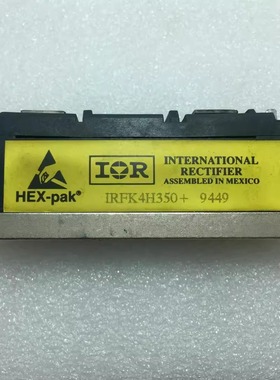 IOR
INTERNATIONAL
RECTIFIER
ASSEMBLED IN MEXICO
HEX-pak®
IRFK4H350+ 9449